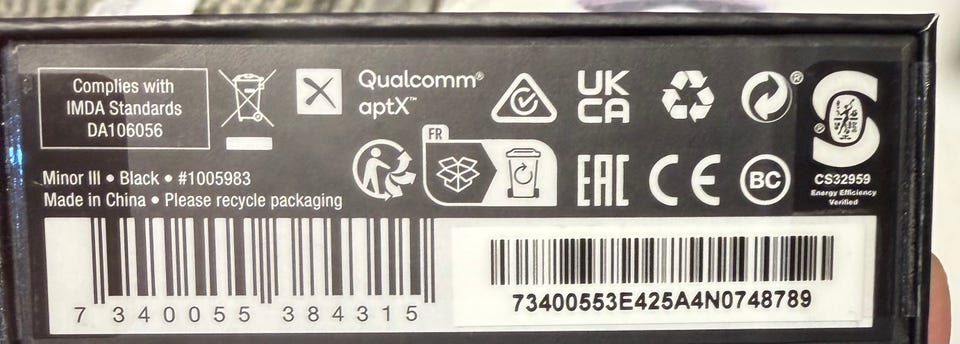 Complies with
IMDA Standards
DA106056
Qualcomm®
aptX™
UK
CA
®
FR
EAC
CE
BC
S
®
CS32959
Energy Efficiency
Verified
Minor III • Black • #1005983
Made in China • Please recycle packaging
7 340055 384315
73400553E425A4N0748789